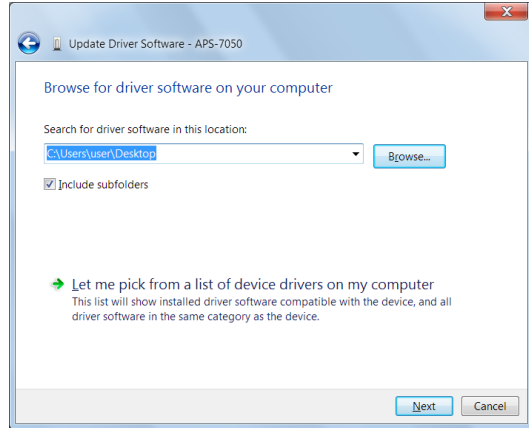 Update Driver Software - APS-7050
Browse for driver software on your computer
Search for driver software in this location:
C:\Users\user\Desktop
Browse...
Include subfolders
Let me pick from a list of device drivers on my computer
This list will show installed driver software compatible with the device, and all
driver software in the same category as the device.
Next
Cancel